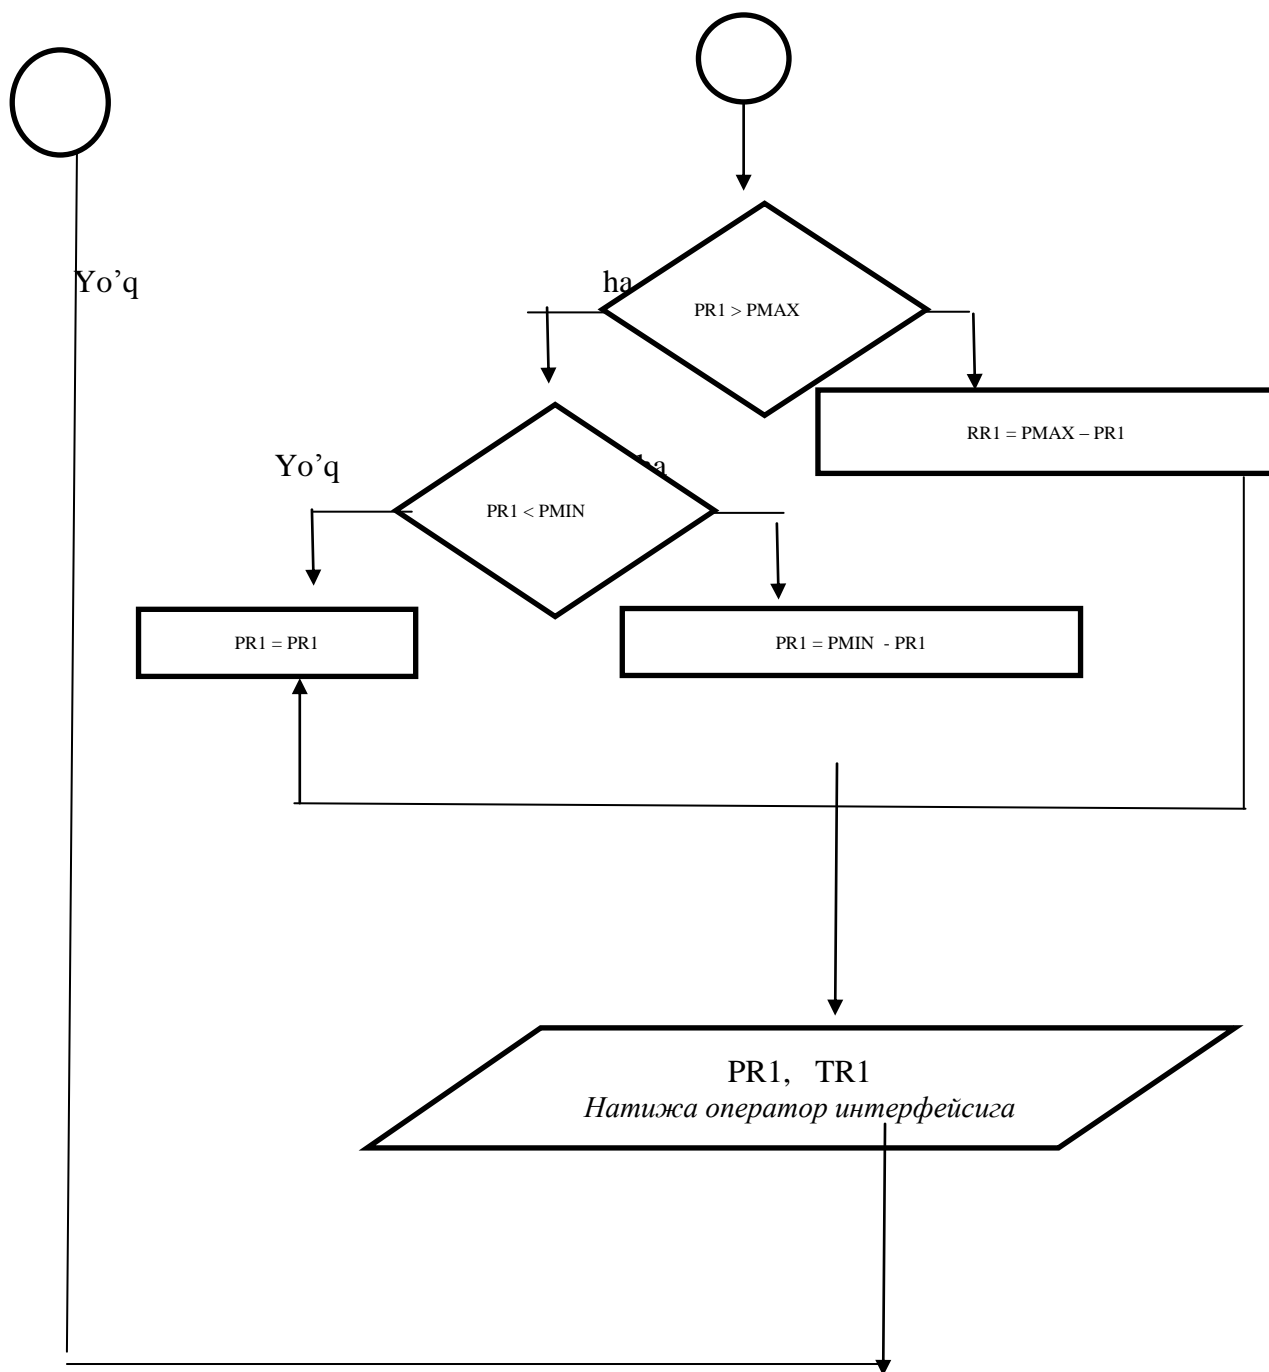 Yo’q ha
PR1 > PMAX
RR1 = PMAX – PR1
Yo’q ha
PR1 < PMIN
PR1 = PR1
PR1 = PMIN - PR1
PR1, TR1
Натижа оператор интерфейсига